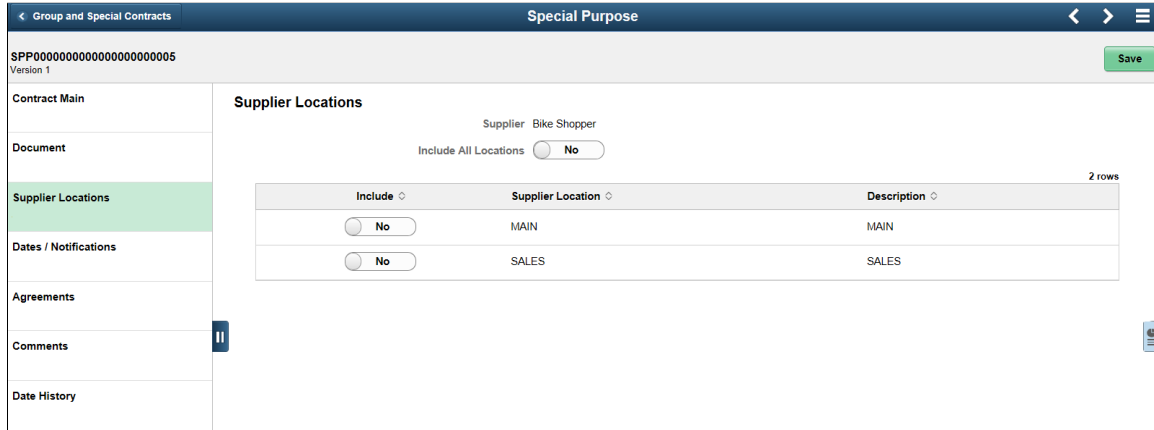 Group and Special Contracts
Special Purpose
SPP0000000000000000000005
Version 1
Save
Contract Main
Document
Supplier Locations
Dates / Notifications
Agreements
Comments
Date History
Supplier Locations
Supplier Bike Shopper
Include All Locations No
2 rows
Include Supplier Location Description
No MAIN MAIN
No SALES SALES